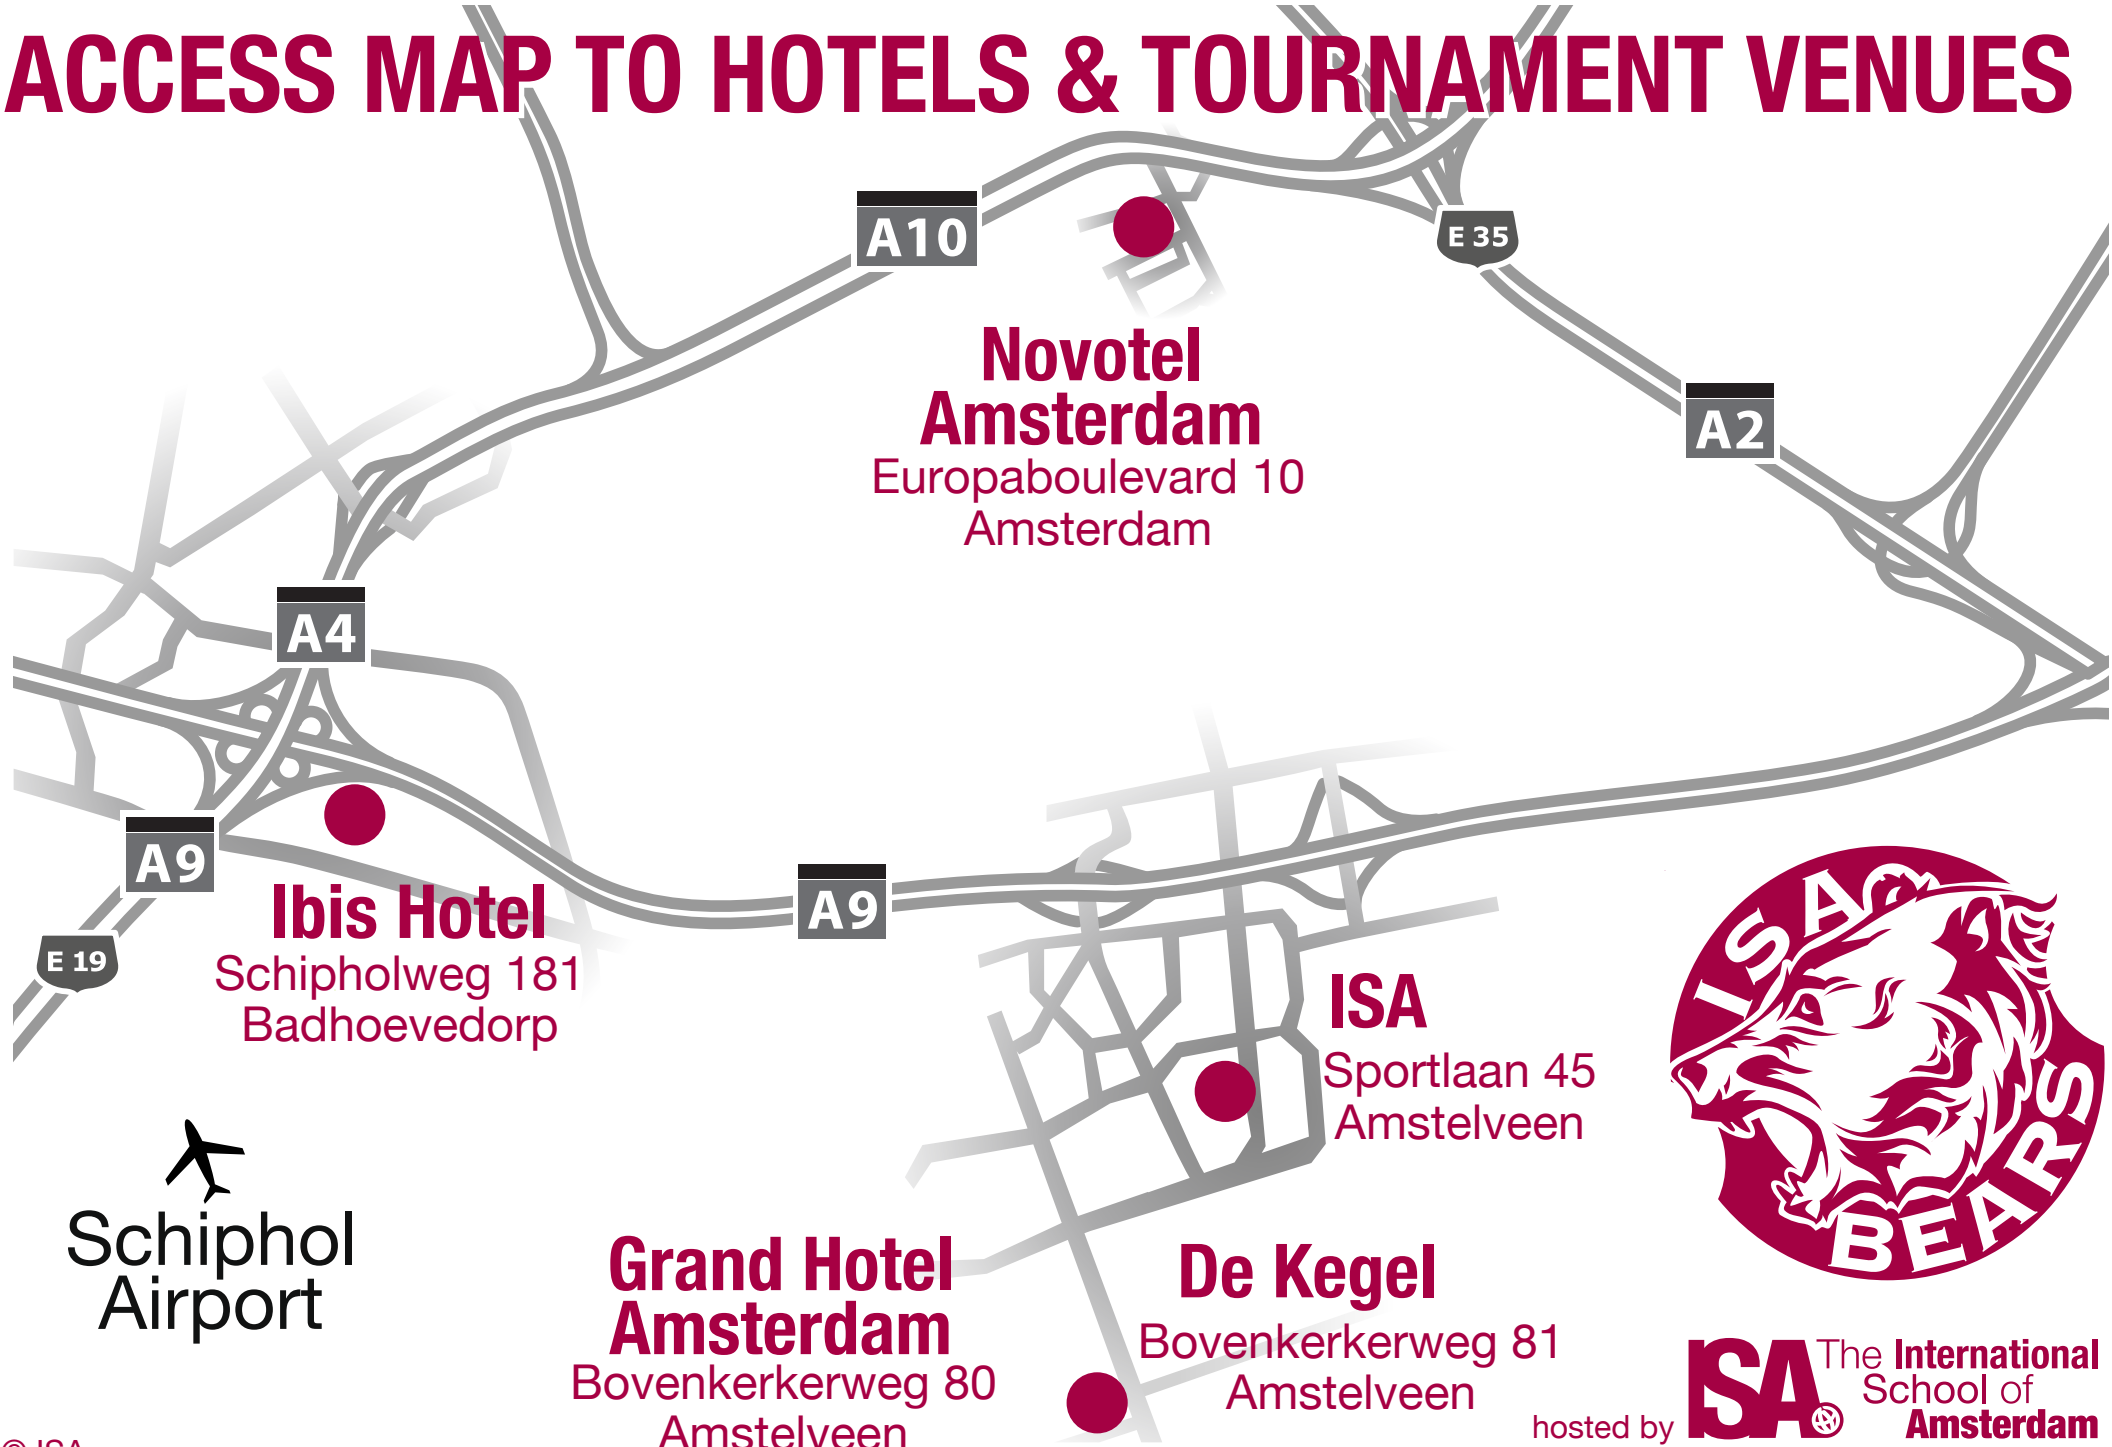 ACCESS MAP TO HOTELS & TOURNAMENT VENUES
A10
E 35
Novotel
Amsterdam
Europaboulevard 10
Amsterdam
A2
A4
A9
Ibis Hotel
Schipholweg 181
Badhoevedorp
E 19
A9
ISA
Sportlaan 45
Amstelveen
ISA
BEARS
Schiphol
Airport
Grand Hotel
Amsterdam
Bovenkerkerweg 80
Amstelveen
De Kegel
Bovenkerkerweg 81
Amstelveen
hosted by
ISA
The International
School of
Amsterdam
© ISA